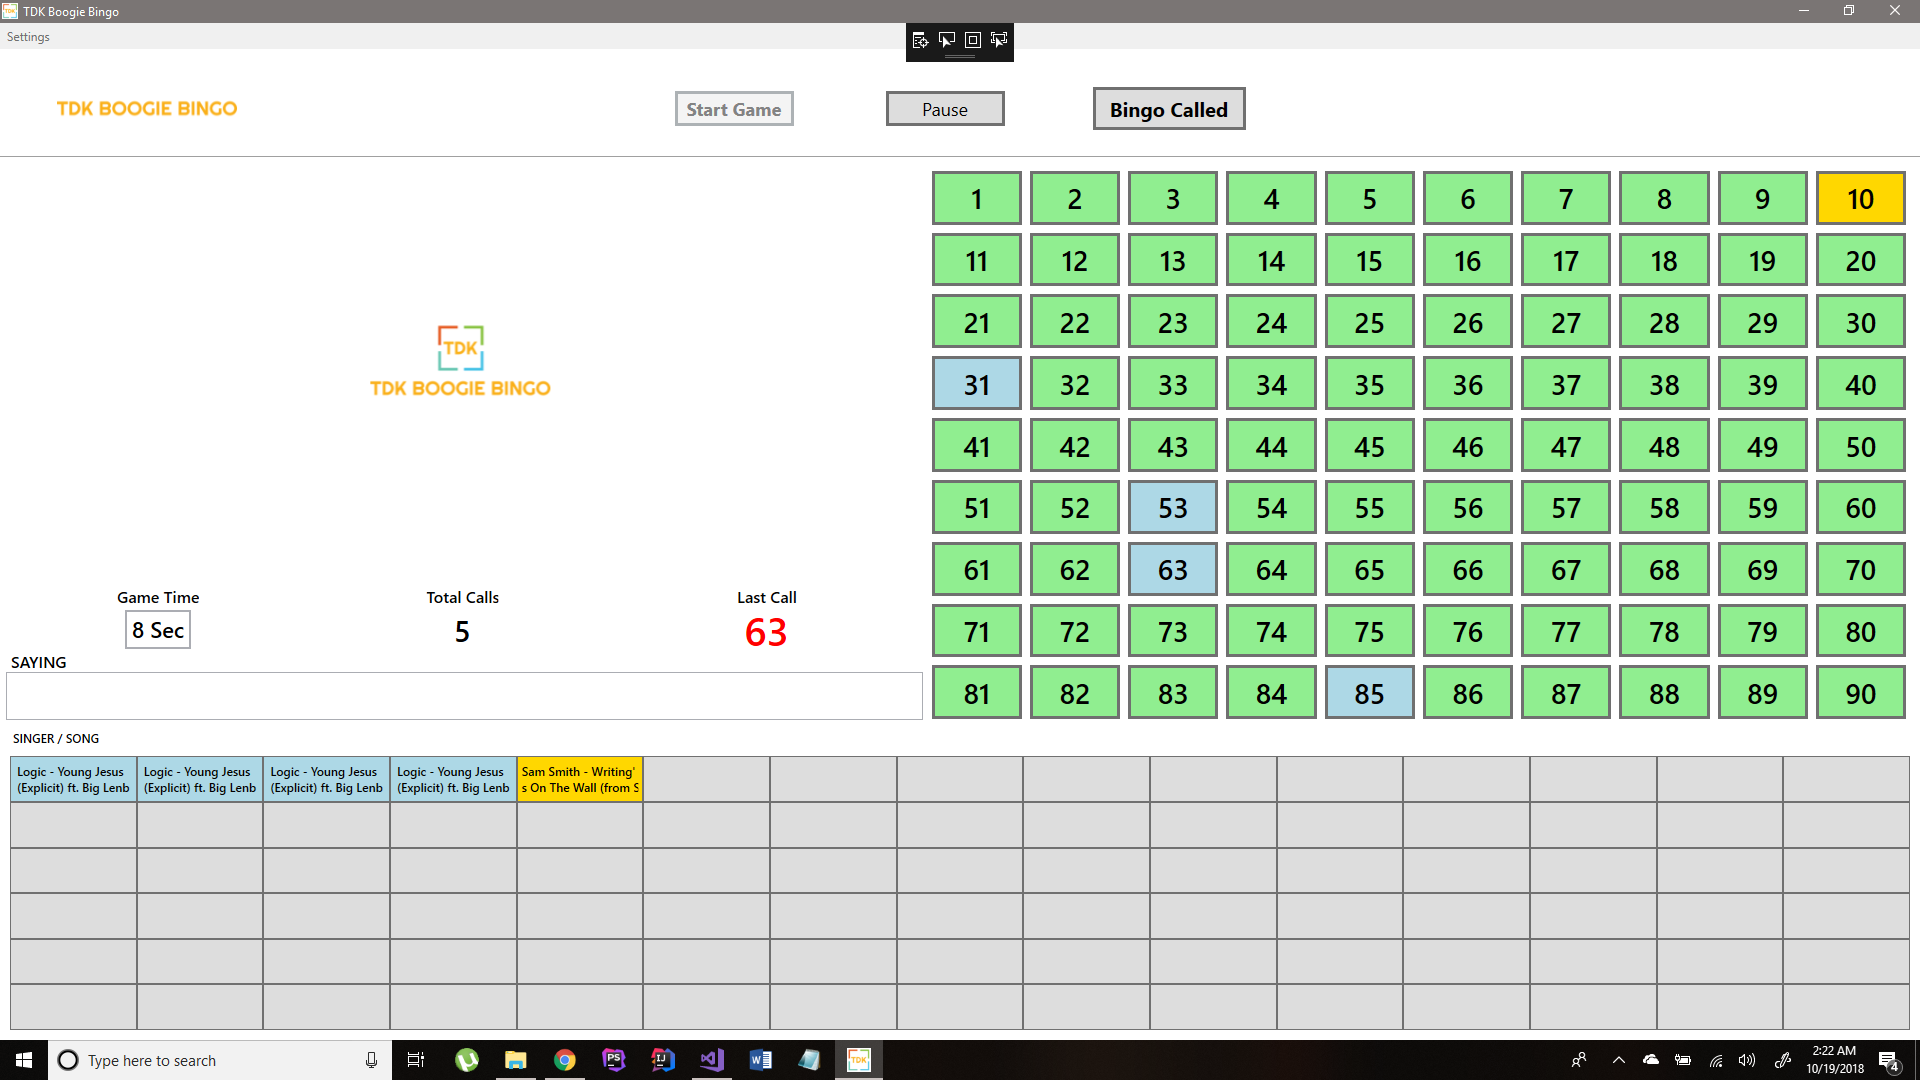 TDK Boogie Bingo
Settings
TDK BOOGIE BINGO
Start Game
Pause
Bingo Called
TDK
TDK BOOGIE BINGO
1 2 3 4 5 6 7 8 9 10
11 12 13 14 15 16 17 18 19 20
21 22 23 24 25 26 27 28 29 30
31 32 33 34 35 36 37 38 39 40
41 42 43 44 45 46 47 48 49 50
51 52 53 54 55 56 57 58 59 60
61 62 63 64 65 66 67 68 69 70
71 72 73 74 75 76 77 78 79 80
81 82 83 84 85 86 87 88 89 90
Game Time Total Calls Last Call
8 Sec 5 63
SAYING
SINGER / SONG
Logic - Young Jesus
(Explicit) ft. Big Lenb
Logic - Young Jesus
(Explicit) ft. Big Lenb
Logic - Young Jesus
(Explicit) ft. Big Lenb
Logic - Young Jesus
(Explicit) ft. Big Lenb
Sam Smith - Writing'
s On The Wall (from S
Type here to search
PS
IJ
TDK
2:22 AM
10/19/2018
4